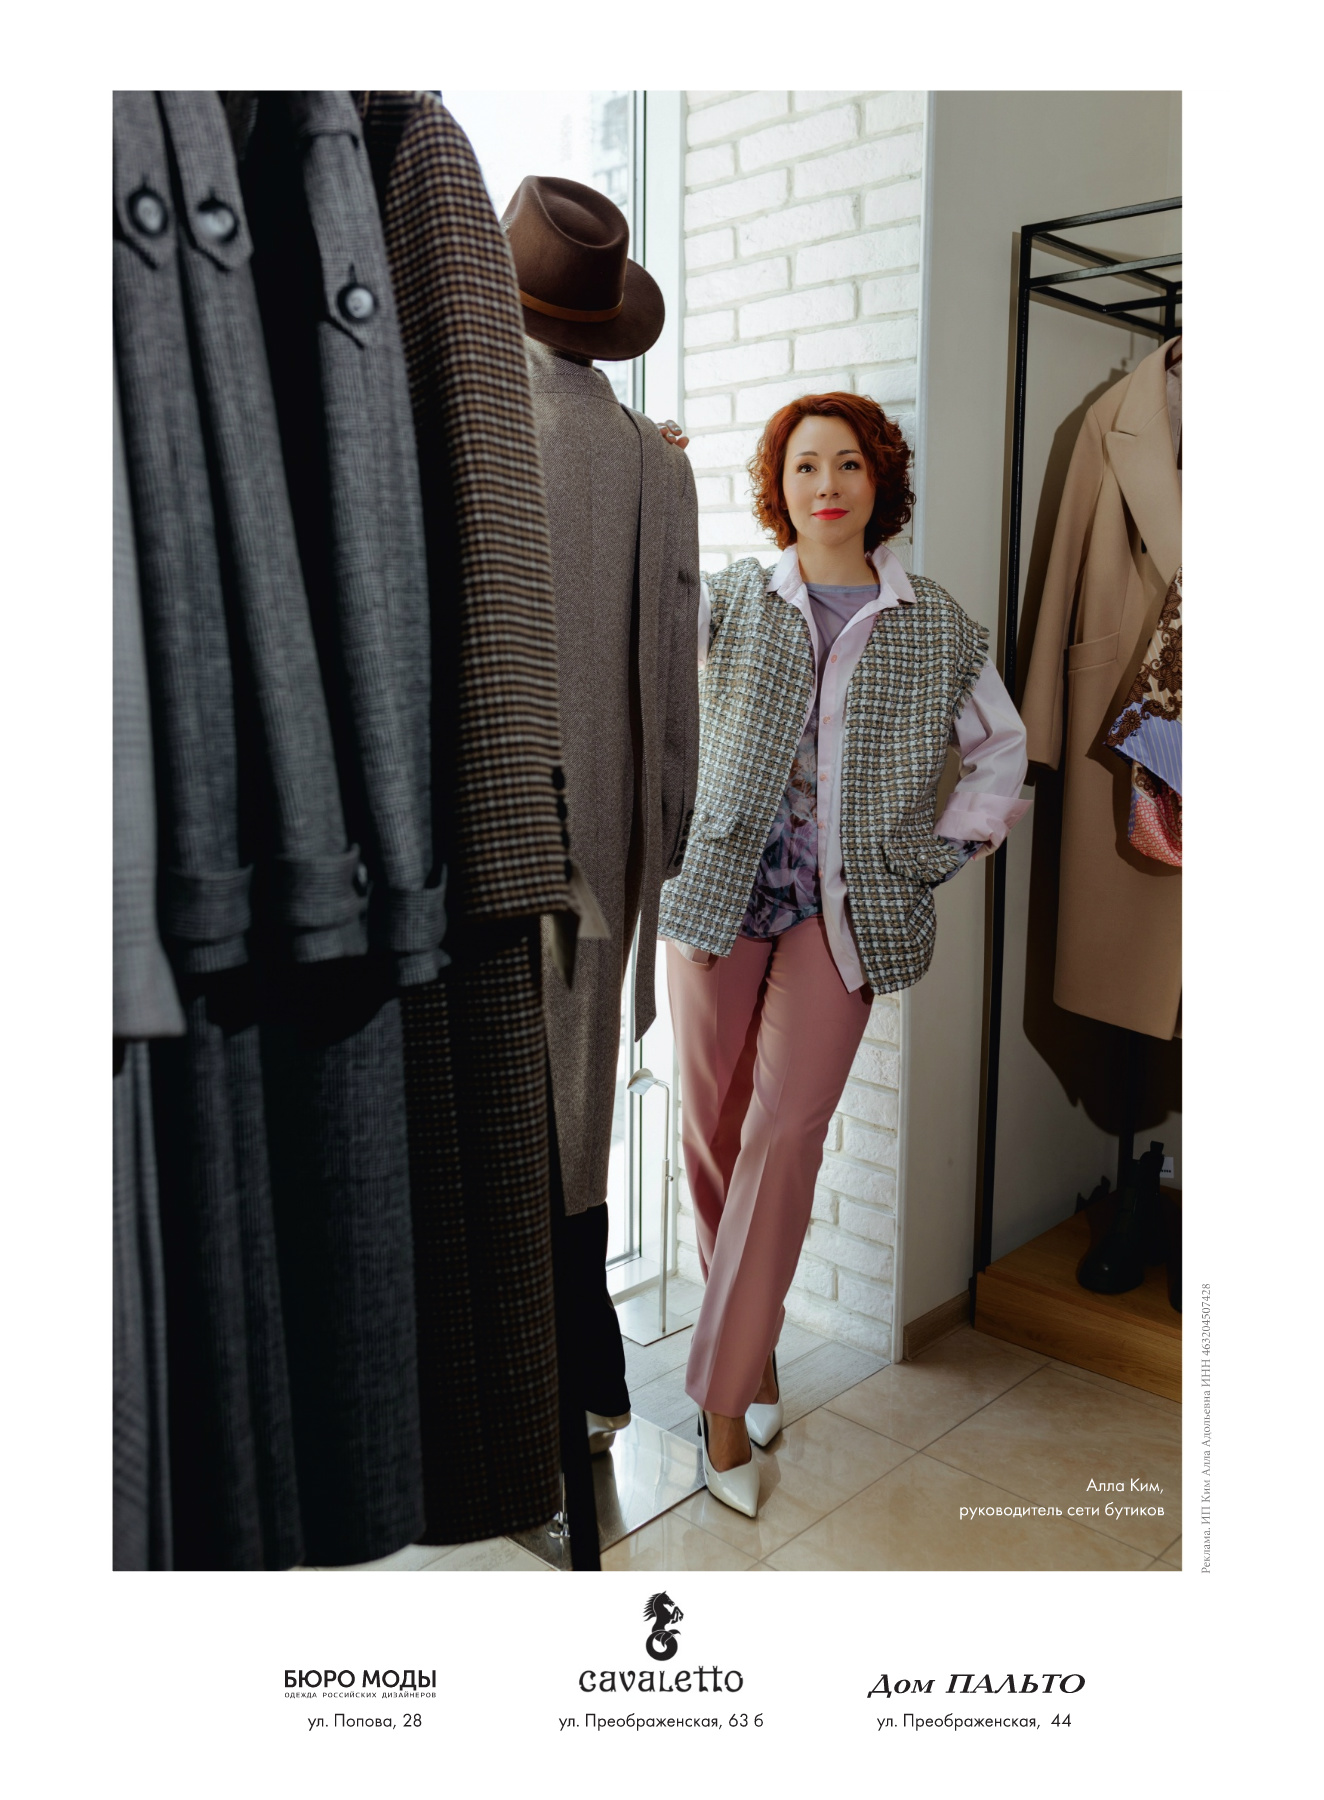 Алла Ким,
руководитель сети бутиков
Реклама. ИП Ким Алла Адольевна ИНН 463204507428
cavaletto
БЮРО МОДЫ
ОДЕЖДА РОССИЙСКИХ ДИЗАЙНЕРОВ
Дом ПАЛЬТО
ул. Попова, 28
ул. Преображенская, 63 б
ул. Преображенская, 44